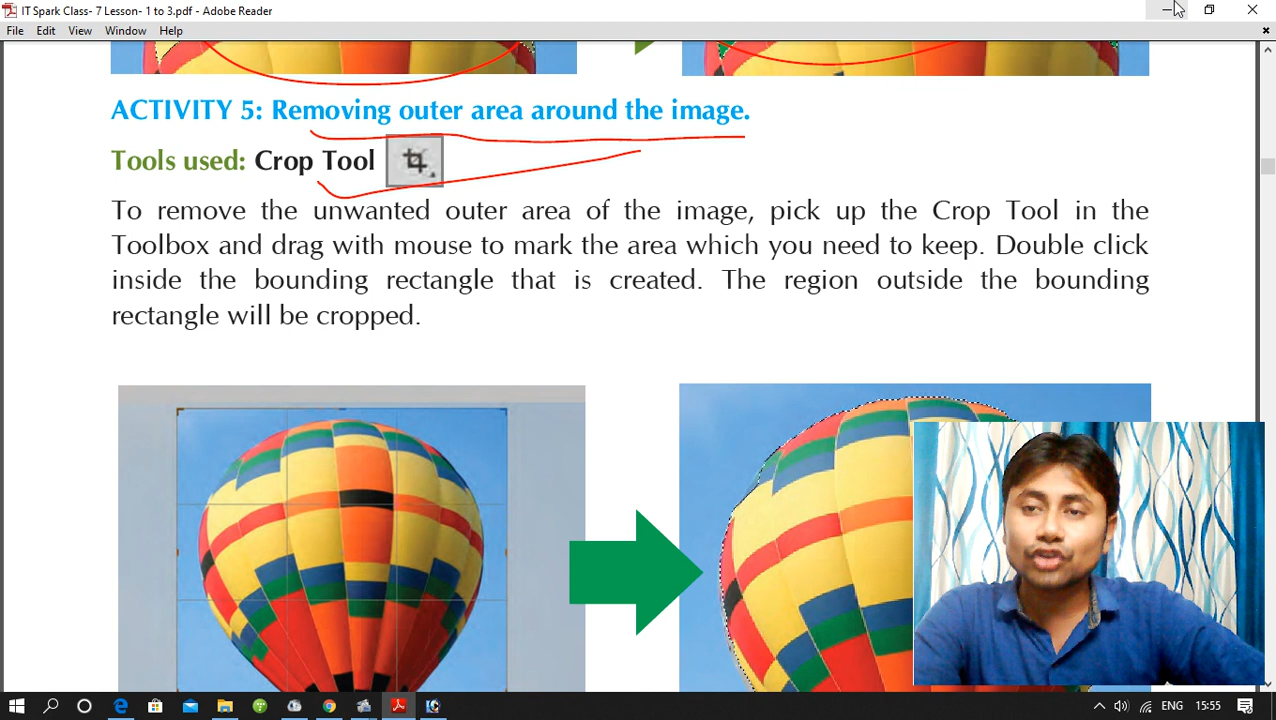 IT Spark Class- 7 Lesson- 1 to 3.pdf - Adobe Reader
File Edit View Window Help
ACTIVITY 5: Removing outer area around the image.
Tools used: Crop Tool
To remove the unwanted outer area of the image, pick up the Crop Tool in the
Toolbox and drag with mouse to mark the area which you need to keep. Double click
inside the bounding rectangle that is created. The region outside the bounding
rectangle will be cropped.
ENG 15:55